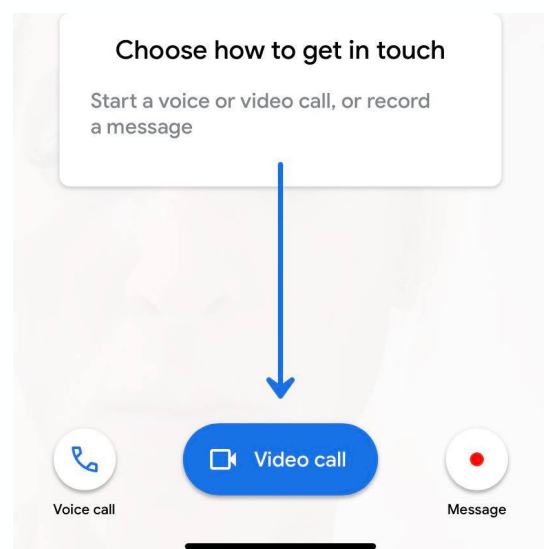 Choose how to get in touch
Start a voice or video call, or record
a message
Video call
Voice call
Message